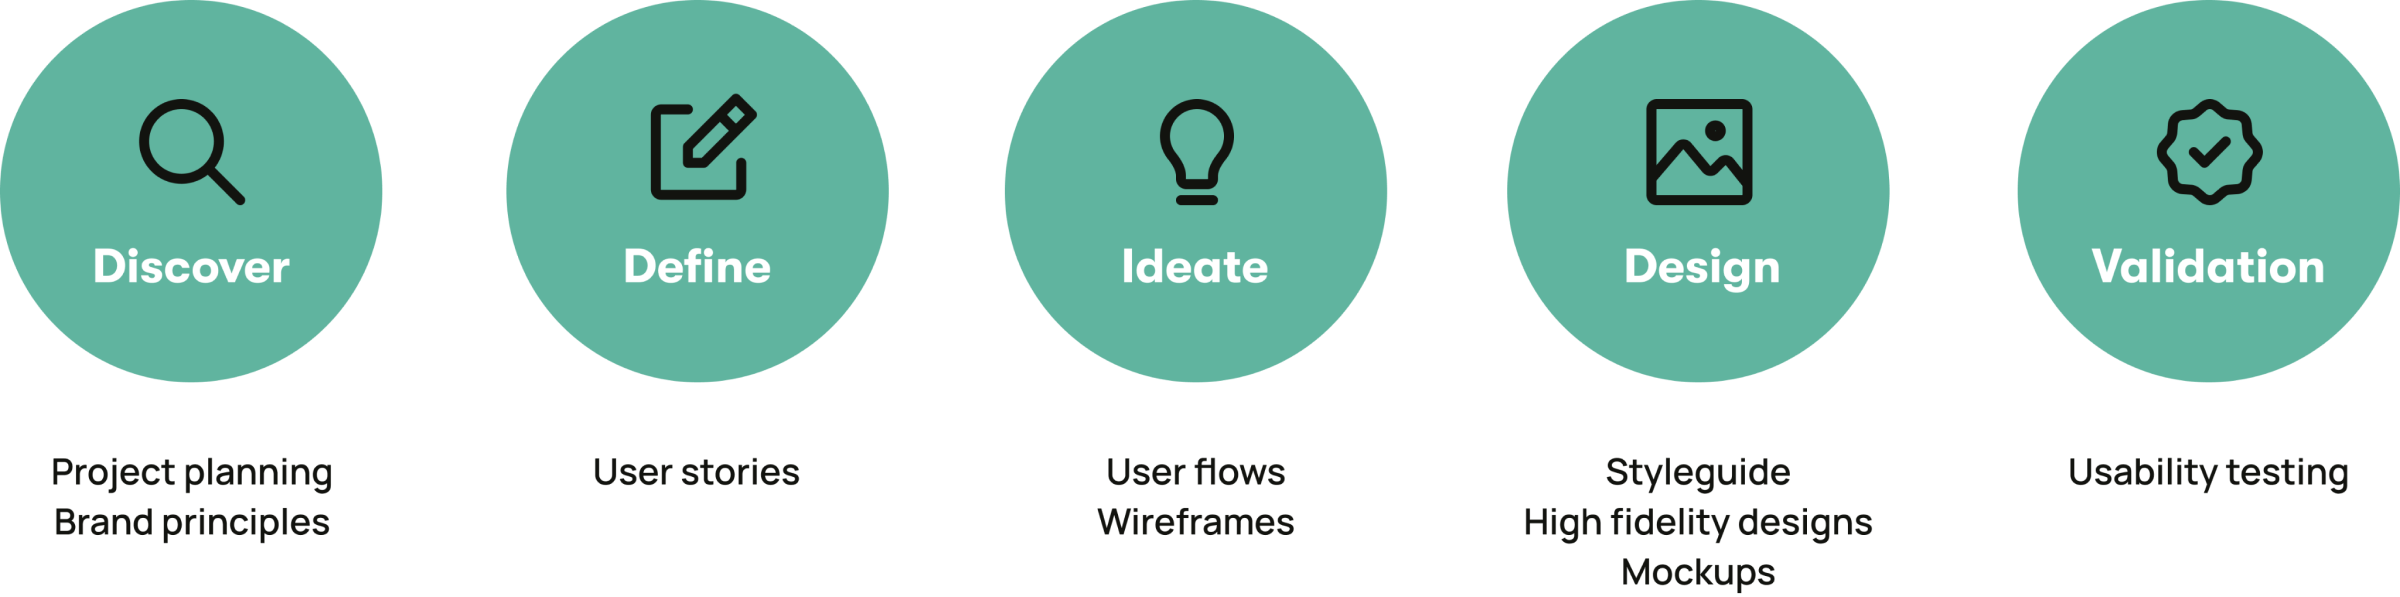 Discover
Project planning
Brand principles
Define
User stories
Ideate
User flows
Wireframes
Design
Styleguide
High fidelity designs
Mockups
Validation
Usability testing